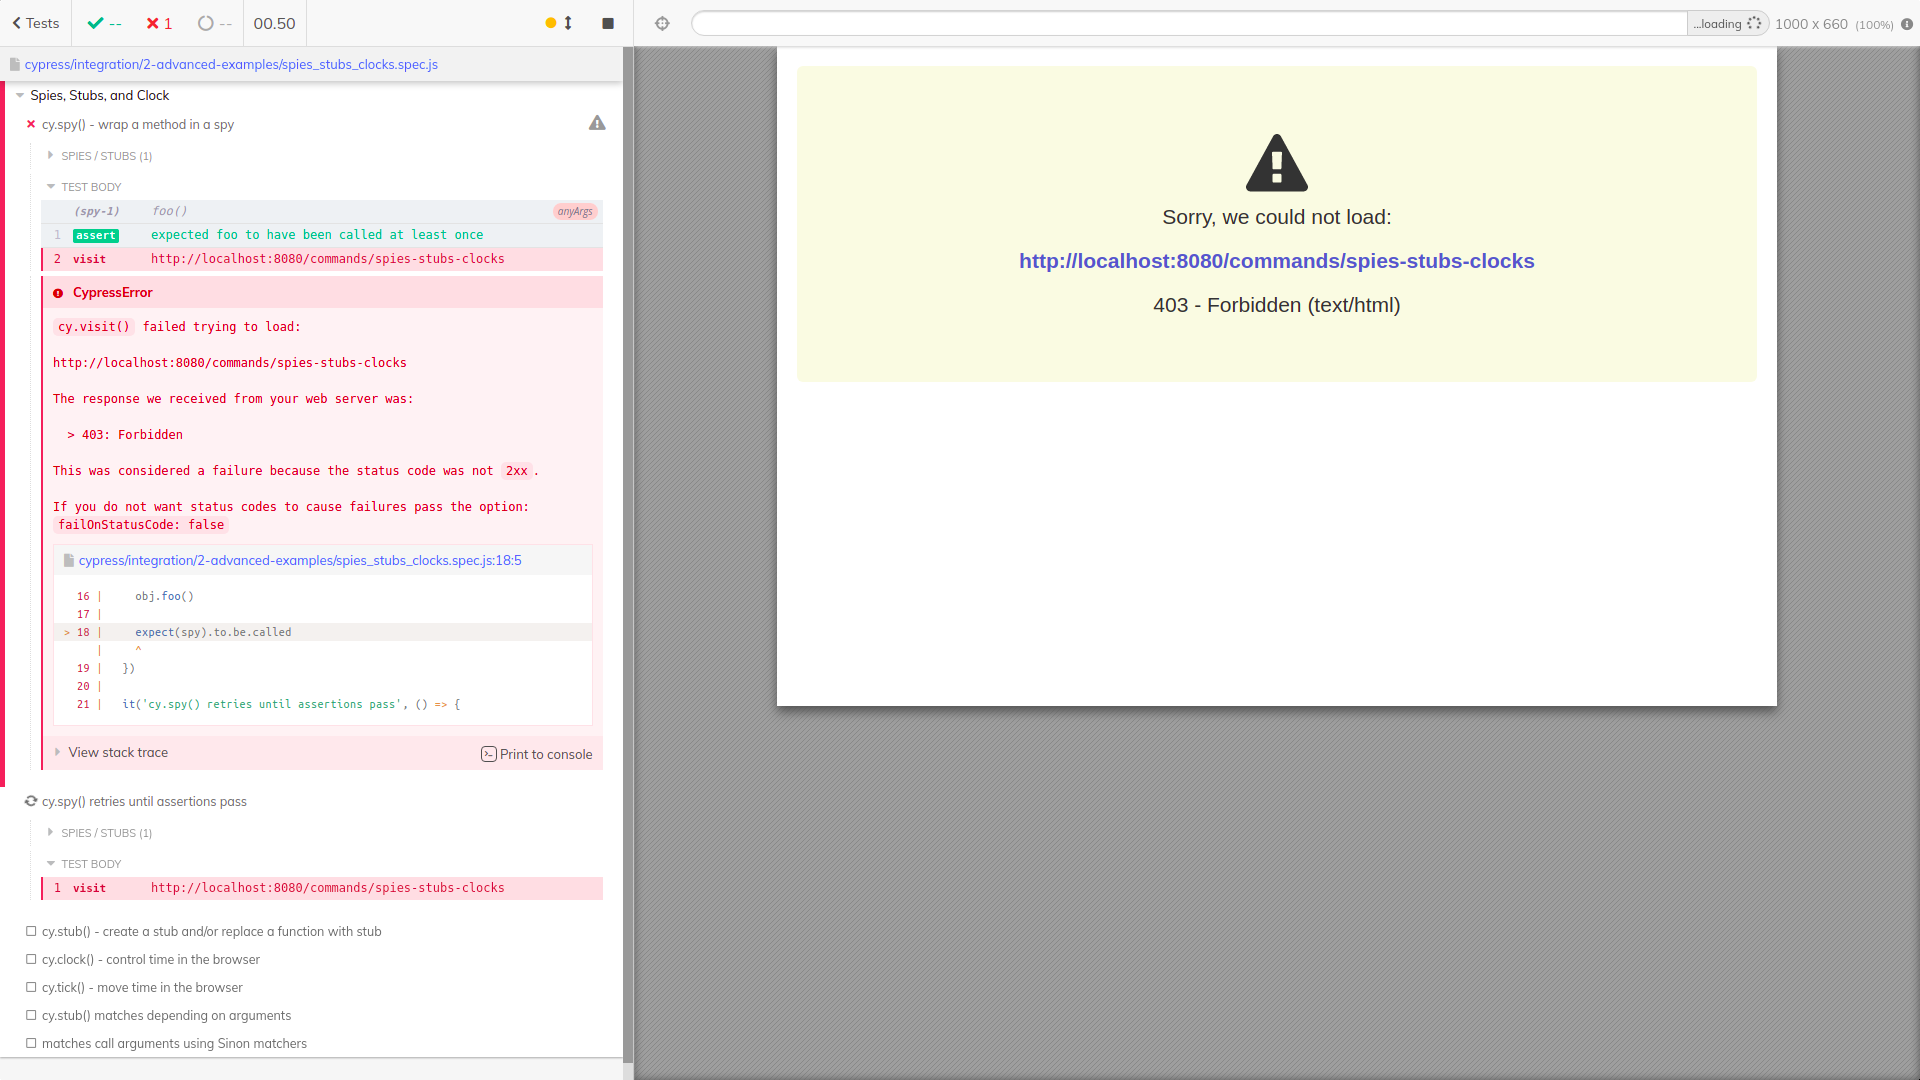 Tests
--
1
--
00.50
...loading
1000 x 660 (100%)
cypress/integration/2-advanced-examples/spies_stubs_clocks.spec.js
Spies, Stubs, and Clock
cy.spy() - wrap a method in a spy
SPIES / STUBS (1)
TEST BODY
(spy-1) foo() anyArgs
1 assert expected foo to have been called at least once
2 visit http://localhost:8080/commands/spies-stubs-clocks
CypressError
cy.visit() failed trying to load:
http://localhost:8080/commands/spies-stubs-clocks
The response we received from your web server was:
> 403: Forbidden
This was considered a failure because the status code was not 2xx.
If you do not want status codes to cause failures pass the option:
failOnStatusCode: false
cypress/integration/2-advanced-examples/spies_stubs_clocks.spec.js:18:5
16 | obj.foo()
17 |
> 18 | expect(spy).to.be.called
| ^
19 | })
20 |
21 | it('cy.spy() retries until assertions pass', () => {
View stack trace
Print to console
cy.spy() retries until assertions pass
SPIES / STUBS (1)
TEST BODY
1 visit http://localhost:8080/commands/spies-stubs-clocks
cy.stub() - create a stub and/or replace a function with stub
cy.clock() - control time in the browser
cy.tick() - move time in the browser
cy.stub() matches depending on arguments
matches call arguments using Sinon matchers
Sorry, we could not load:
http://localhost:8080/commands/spies-stubs-clocks
403 - Forbidden (text/html)